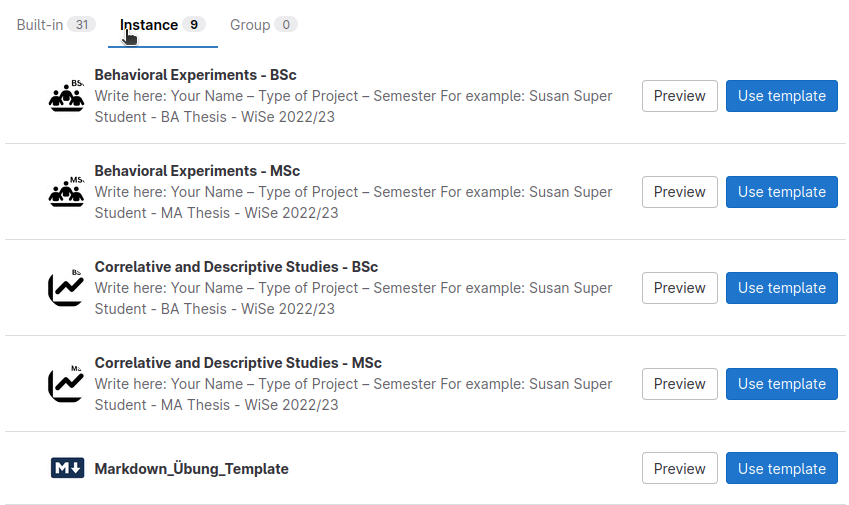 Built-in 31 Instance 9 Group 0
BS
Behavioral Experiments - BSc
Write here: Your Name – Type of Project – Semester For example: Susan Super
Student - BA Thesis - WiSe 2022/23
Preview Use template
MS
Behavioral Experiments - MSc
Write here: Your Name – Type of Project – Semester For example: Susan Super
Student - MA Thesis - WiSe 2022/23
Preview Use template
Correlative and Descriptive Studies - BSc
Write here: Your Name – Type of Project – Semester For example: Susan Super
Student - BA Thesis - WiSe 2022/23
Preview Use template
Correlative and Descriptive Studies - MSc
Write here: Your Name – Type of Project – Semester For example: Susan Super
Student - MA Thesis - WiSe 2022/23
Preview Use template
M
Markdown_Übung_Template
Preview Use template